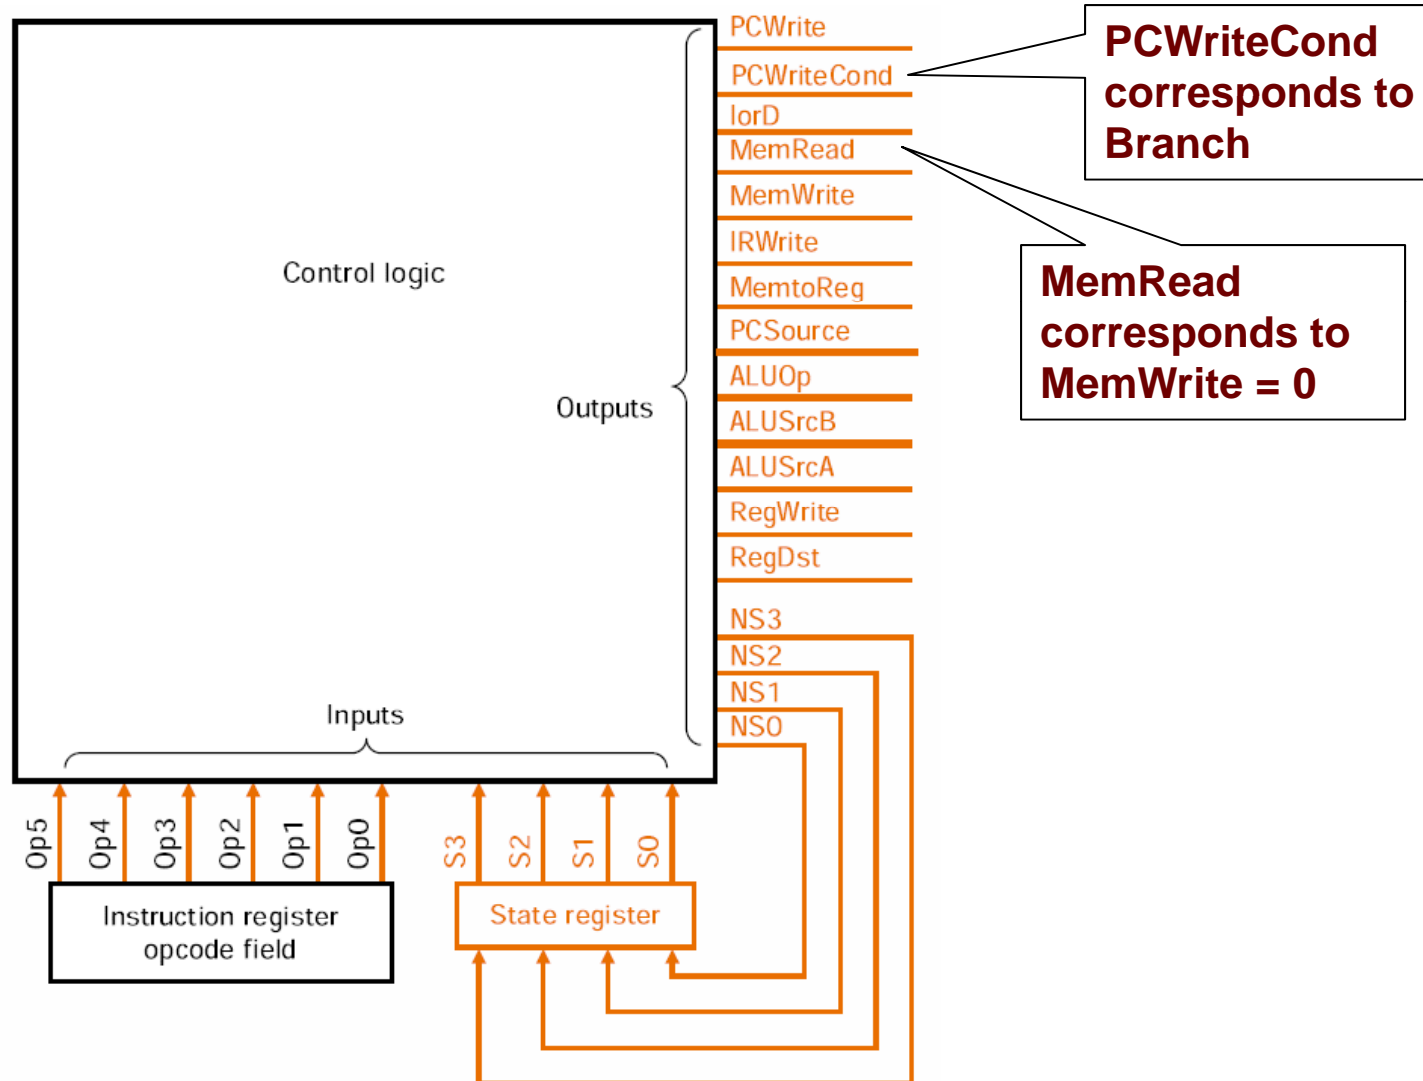 PCWrite
PCWriteCond
IorD
MemRead
MemWrite
IRWrite
MemtoReg
PCSource
ALUOp
ALUSrcB
ALUSrcA
RegWrite
RegDst
NS3
NS2
NS1
NS0
Control logic
Outputs
Inputs
Op5
Op4
Op3
Op2
Op1
Op0
S3
S2
S1
S0
Instruction register
opcode field
State register
PCWriteCond
corresponds to
Branch
MemRead
corresponds to
MemWrite = 0